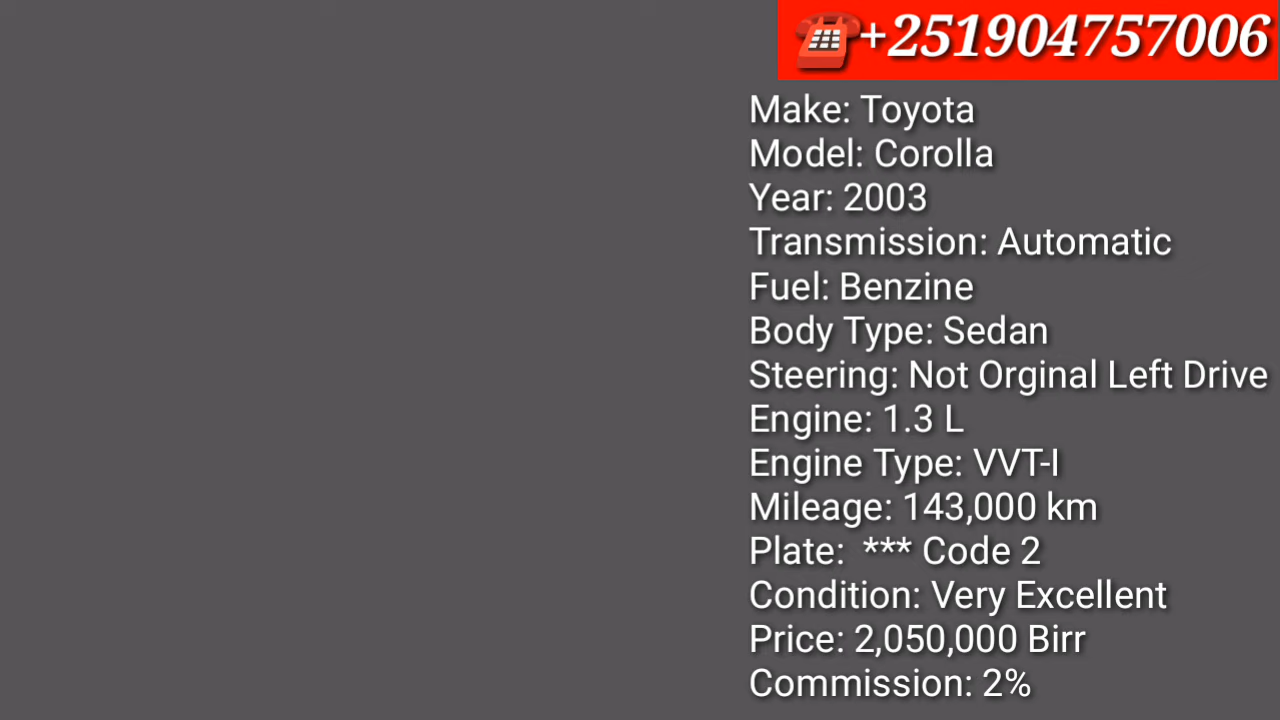 ☎️+251904757006
Make: Toyota
Model: Corolla
Year: 2003
Transmission: Automatic
Fuel: Benzine
Body Type: Sedan
Steering: Not Orginal Left Drive
Engine: 1.3 L
Engine Type: VVT-I
Mileage: 143,000 km
Plate:  *** Code 2
Condition: Very Excellent
Price: 2,050,000 Birr
Commission: 2%